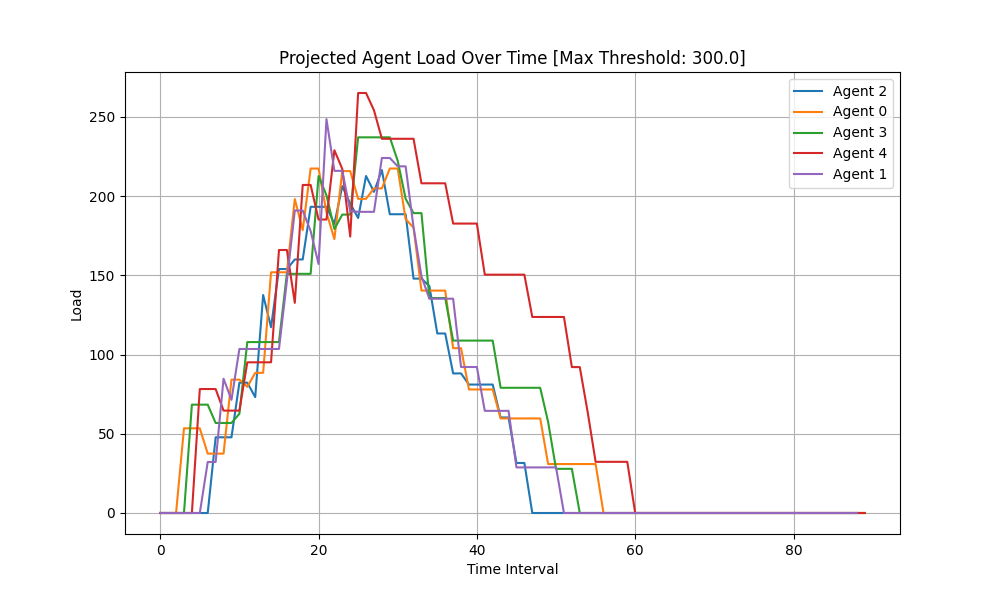 Projected Agent Load Over Time [Max Threshold: 300.0]
Load
250
200
150
100
50
0
0 20 40 60 80
Time Interval
Agent 2
Agent 0
Agent 3
Agent 4
Agent 1